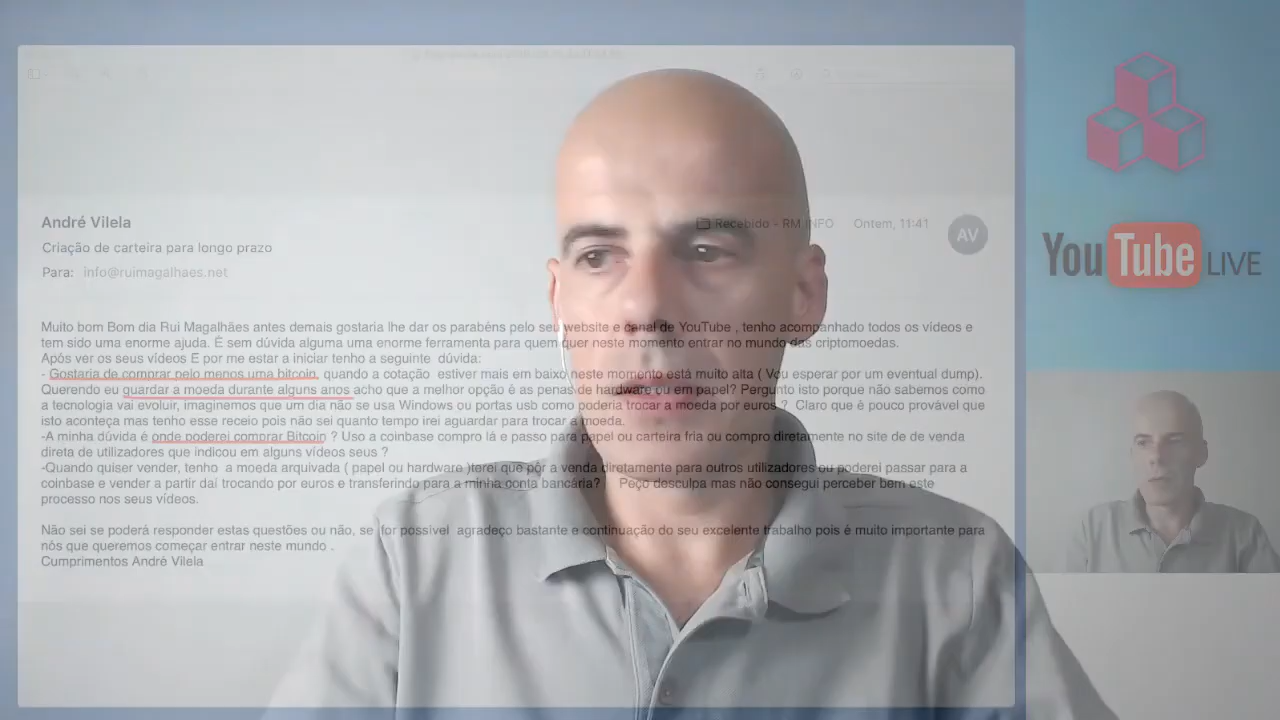 André Vilela
Recebido - RM INFO
Ontem, 11:41
AV
Criação de carteira para longo prazo
Para: info@ruimagalhaes.net
Muito bom Bom dia Rui Magalhães antes demais gostaria lhe dar os parabéns pelo seu website e canal de YouTube , tenho acompanhado todos os vídeos e
tem sido uma enorme ajuda. É sem dúvida alguma uma enorme ferramenta para quem quer neste momento entrar no mundo das criptomoedas.
Após ver os seus vídeos E por me estar a iniciar tenho a seguinte dúvida:
- Gostaria de comprar pelo menos uma bitcoin, quando a cotação estiver mais em baixo neste momento está muito alta ( Vou esperar por um eventual dump).
Querendo eu guardar a moeda durante alguns anos acho que a melhor opção é as penas de hardware ou em papel? Pergunto isto porque não sabemos como
a tecnologia vai evoluir, imaginemos que um dia não se usa Windows ou portas usb como poderia trocar a moeda por euros ? Claro que é pouco provável que
isto aconteça mas tenho esse receio pois não sei quanto tempo irei aguardar para trocar a moeda.
-A minha dúvida é onde poderei comprar Bitcoin ? Uso a coinbase compro lá e passo para papel ou carteira fria ou compro diretamente no site de de venda
direta de utilizadores que indicou em alguns vídeos seus ?
-Quando quiser vender, tenho a moeda arquivada ( papel ou hardware )terei que pôr a venda diretamente para outros utilizadores ou poderei passar para a
coinbase e vender a partir daí trocando por euros e transferindo para a minha conta bancária? Peço desculpa mas não consegui perceber bem este
processo nos seus vídeos.
Não sei se poderá responder estas questões ou não, se for possível agradeço bastante e continuação do seu excelente trabalho pois é muito importante para
nós que queremos começar entrar neste mundo .
Cumprimentos André Vilela
YouTube LIVE